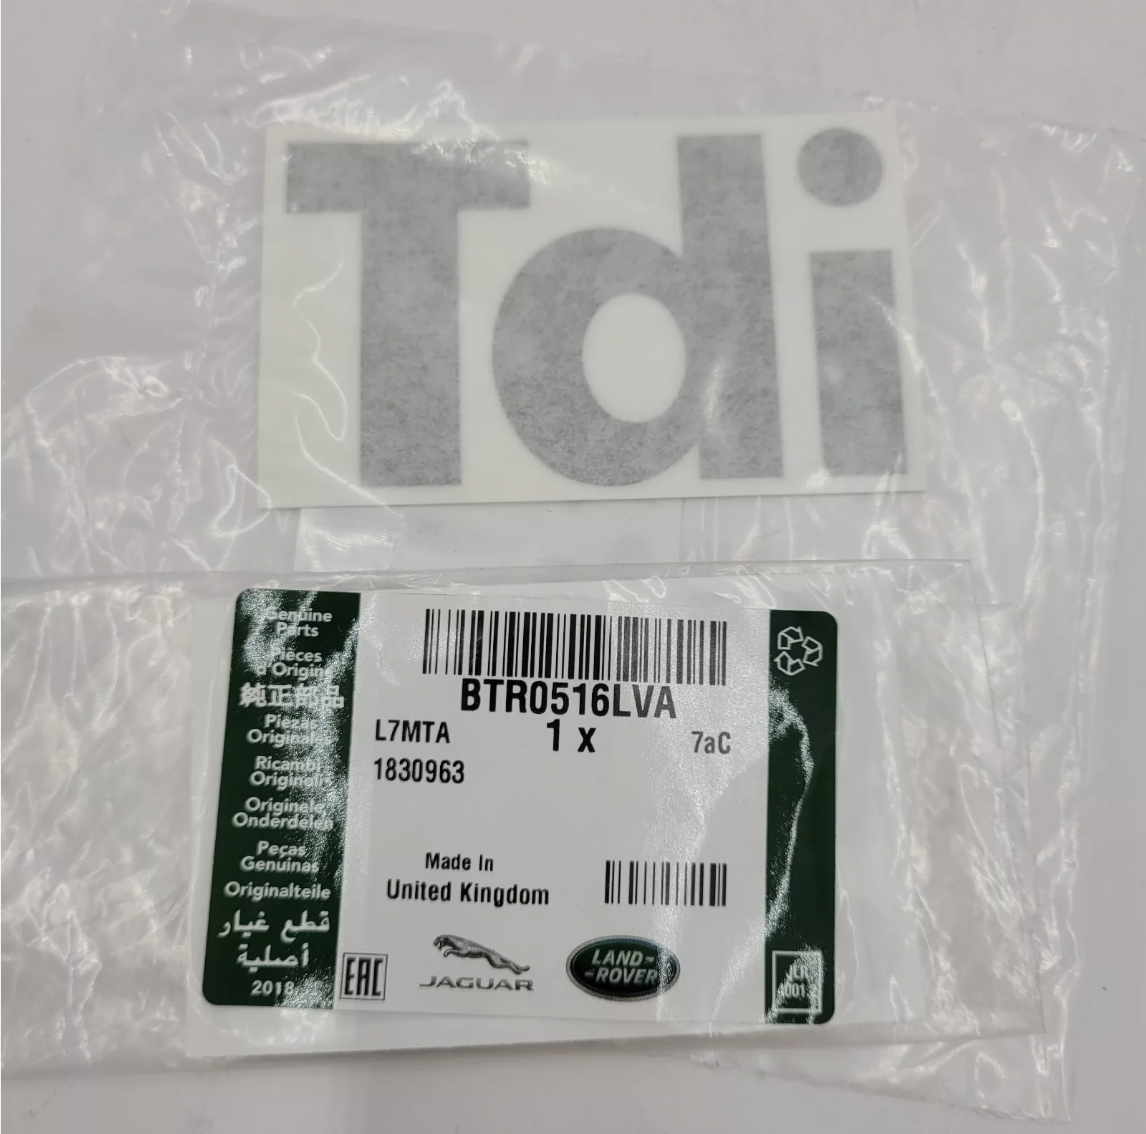 Tdi
Genuine
Parts
Pièces
d'Origine
純正部品
Piezas
Originales
Ricambi
Originali
Originele
Onderdelen
Peças
Genuinas
Originalteile
قطع غيار
أصلية
2018
BTR0516LVA
L7MTA
1 x
7aC
1830963
Made In
United Kingdom
EAC
JAGUAR
LAND-
-ROVER
JLR